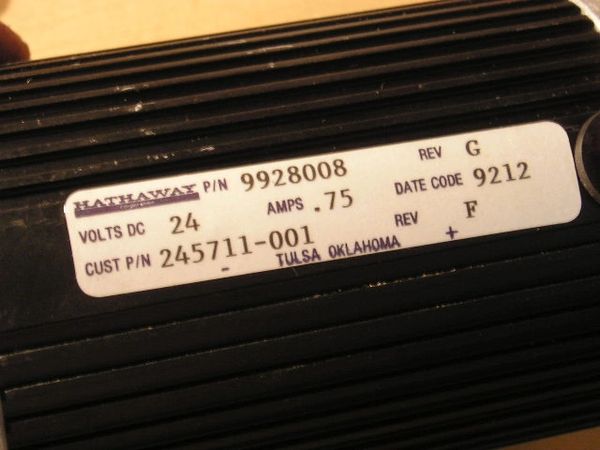 HATHAWAY P/N 9928008 REV G
VOLTS DC 24 AMPS .75 DATE CODE 9212
CUST P/N 245711-001 REV F
- TULSA OKLAHOMA +